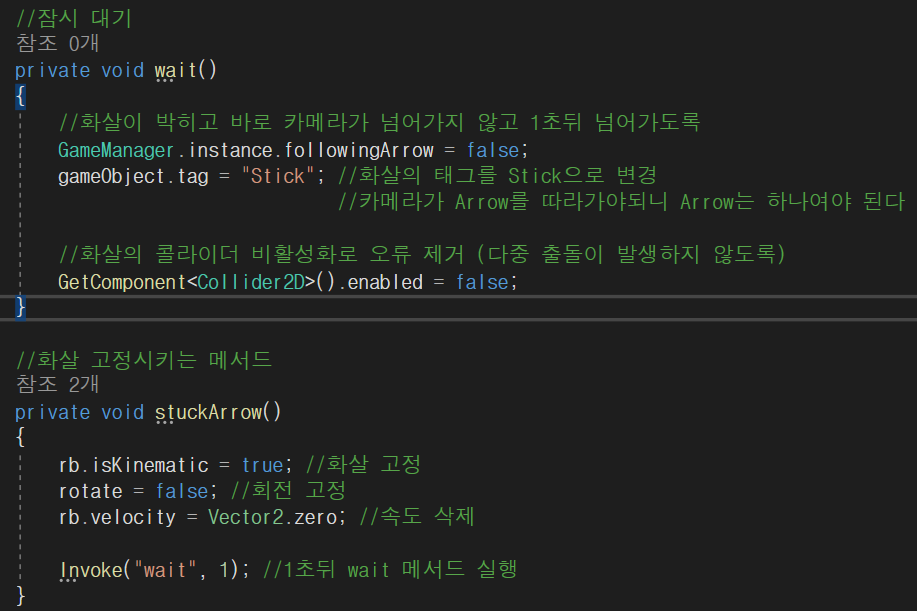 //잠시 대기
참조 0개
private void wait()
{
//화살이 박히고 바로 카메라가 넘어가지 않고 1초뒤 넘어가도록
GameManager.instance.followingArrow = false;
gameObject.tag = "Stick"; //화살의 태그를 Stick으로 변경
//카메라가 Arrow를 따라가야되니 Arrow는 하나여야 된다
//화살의 콜라이더 비활성화로 오류 제거 (다중 출돌이 발생하지 않도록)
GetComponent<Collider2D>().enabled = false;
}
//화살 고정시키는 메서드
참조 2개
private void stuckArrow()
{
rb.isKinematic = true; //화살 고정
rotate = false; //회전 고정
rb.velocity = Vector2.zero; //속도 삭제
Invoke("wait", 1); //1초뒤 wait 메서드 실행
}